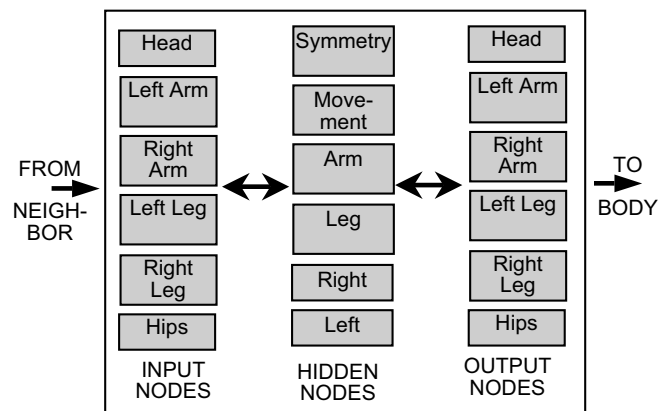 FROM
NEIGH-
BOR
Head
Left Arm
Right
Arm
Left Leg
Right
Leg
Hips
INPUT
NODES
Symmetry
Move-
ment
Arm
Leg
Right
Left
HIDDEN
NODES
Head
Left Arm
Right
Arm
Left Leg
Right
Leg
Hips
OUTPUT
NODES
TO
BODY